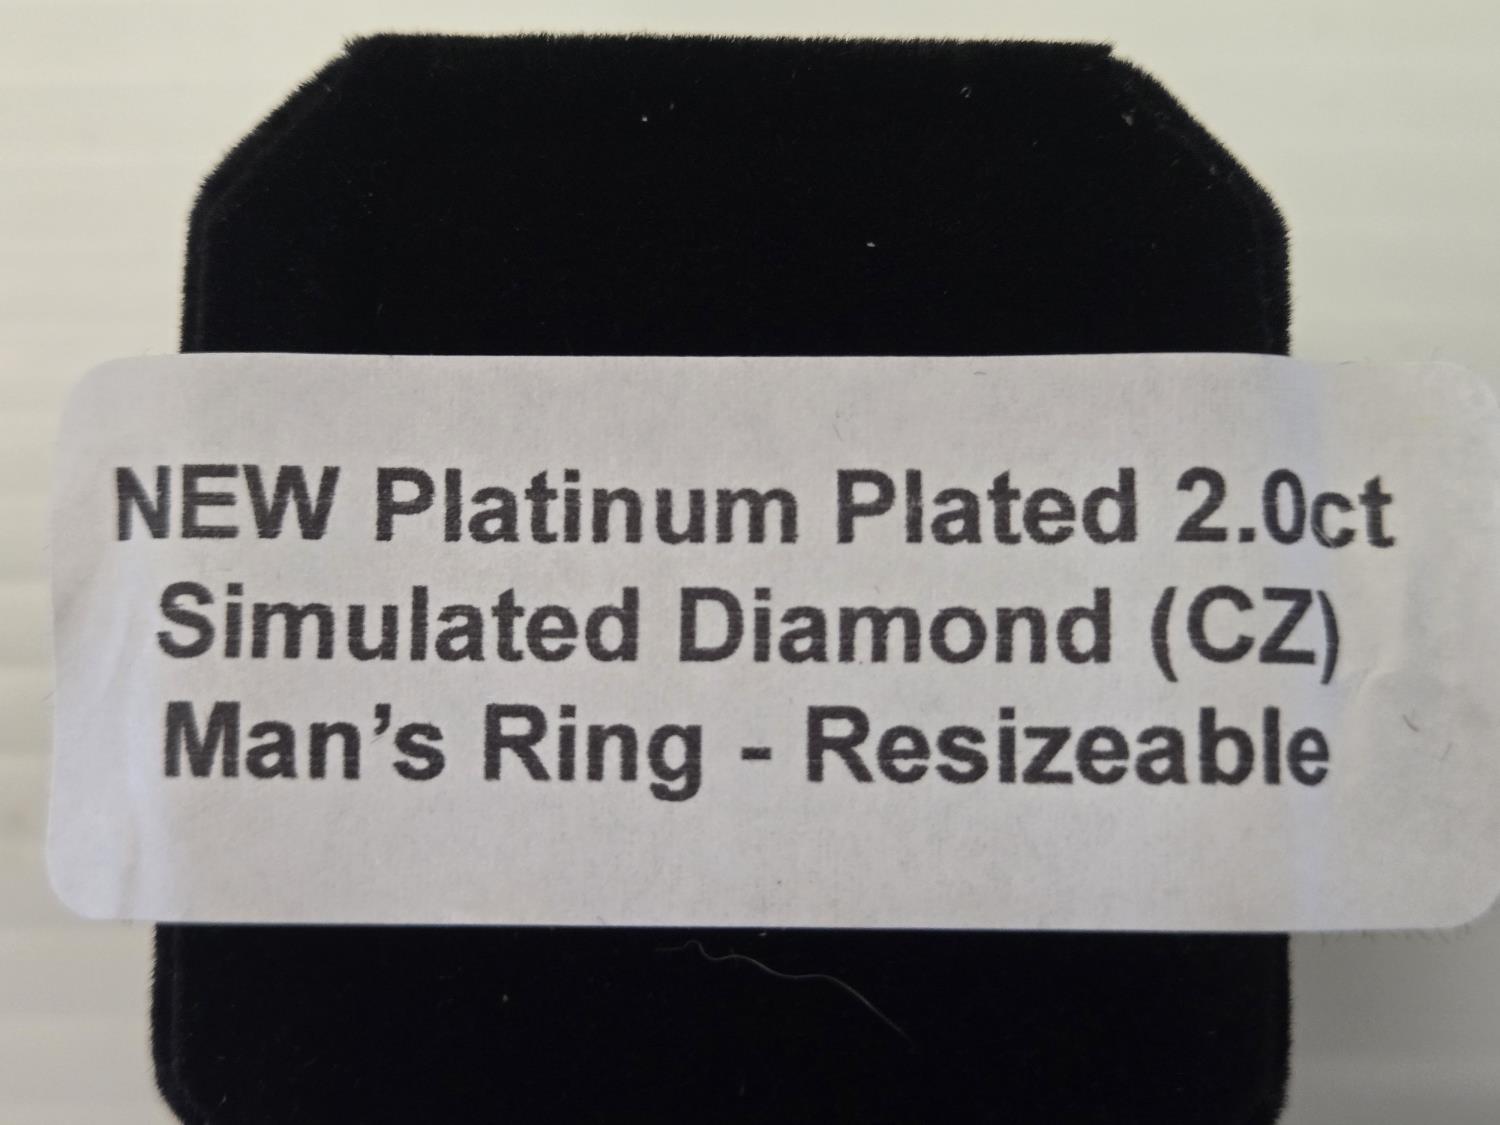 NEW Platinum Plated 2.0ct
Simulated Diamond (CZ)
Man’s Ring - Resizeable